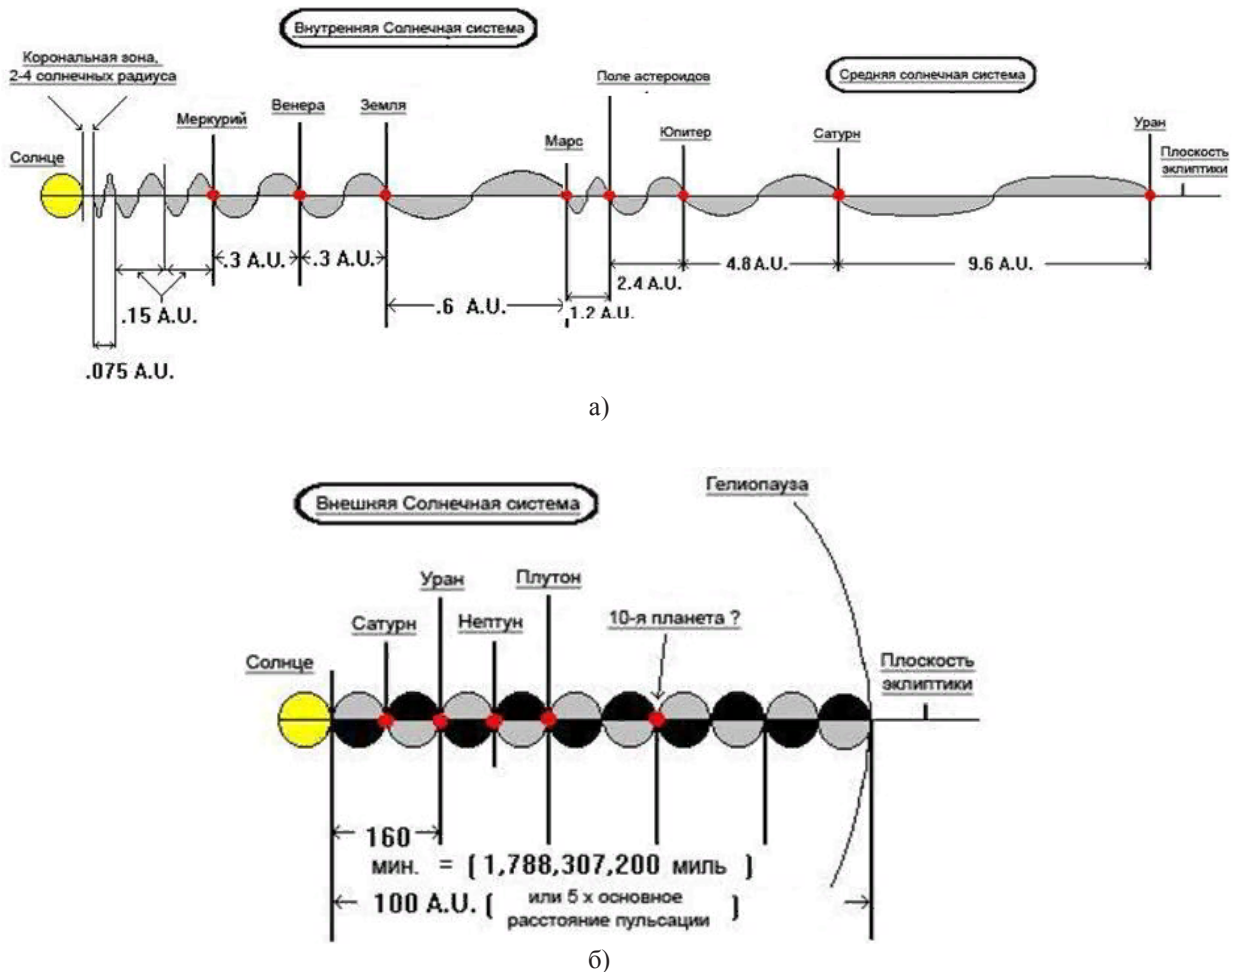 Внутренняя Солнечная система
Корональная зона,
2-4 солнечных радиуса
Поле астероидов
Средняя солнечная система
Меркурий
Венера
Земля
Марс
Юпитер
Сатурн
Уран
Солнце
Плоскость
эклиптики
.3 A.U.
.3 A.U.
.6 A.U.
1.2 A.U.
2.4 A.U.
4.8 A.U.
9.6 A.U.
.15 A.U.
.075 A.U.
а)
Гелиопауза
Внешняя Солнечная система
Уран
Плутон
Сатурн
Нептун
10-я планета ?
Солнце
Плоскость
эклиптики
160
мин. = ( 1,788,307,200 миль )
100 A.U. ( или 5 х основное
расстояние пульсации )
б)